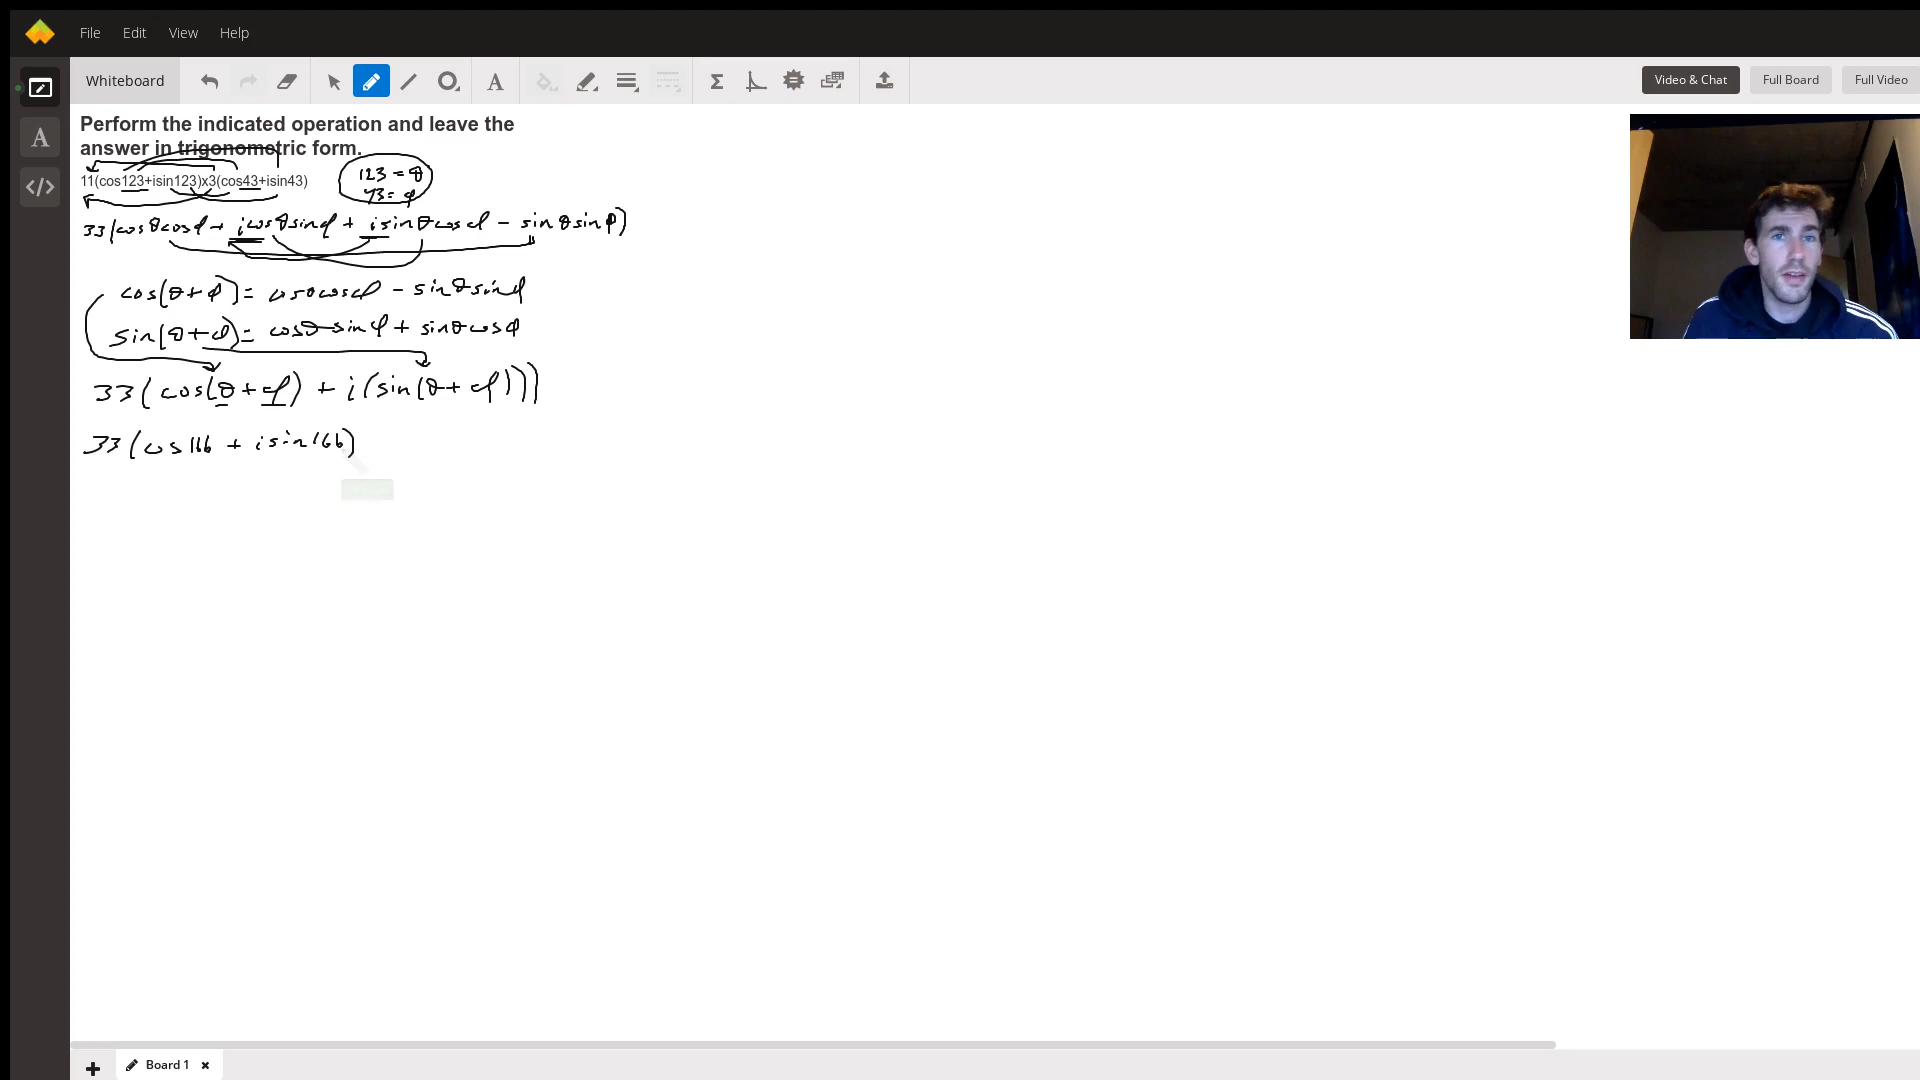 File Edit View Help
Whiteboard
A
Σ
Video & Chat Full Board Full Video
A
</>
Perform the indicated operation and leave the
answer in trigonometric form.
11(cos123+isin123)x3(cos43+isin43)
123 = θ
43 = φ
33(cosθcosφ + icosθsinφ + isinθcosφ - sinθsinφ)
cos(θ+φ) = cosθcosφ - sinθsinφ
sin(θ+φ) = cosθsinφ + sinθcosφ
33(cos(θ+φ) + i(sin(θ+φ)))
33(cos166 + isin166)
Board 1